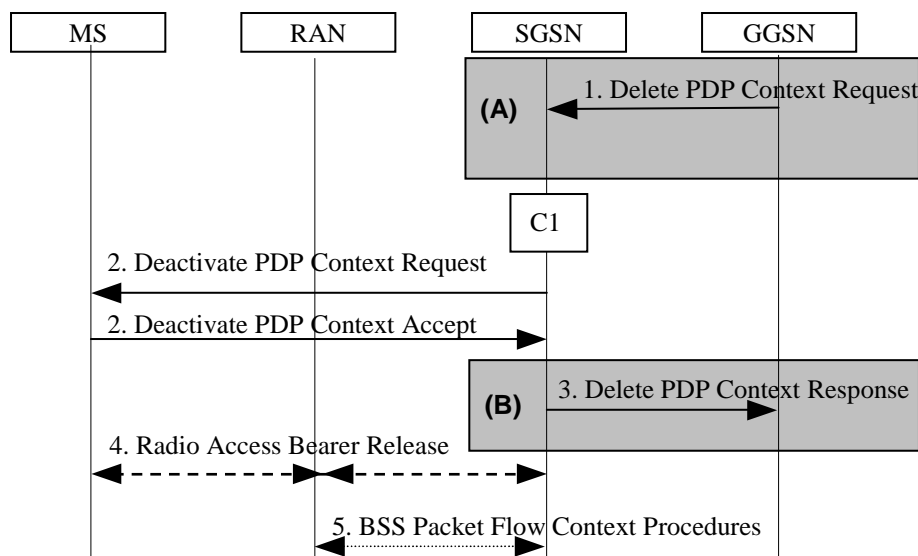 MS RAN SGSN GGSN
1. Delete PDP Context Request
(A)
C1
2. Deactivate PDP Context Request
2. Deactivate PDP Context Accept
3. Delete PDP Context Response
(B)
4. Radio Access Bearer Release
5. BSS Packet Flow Context Procedures